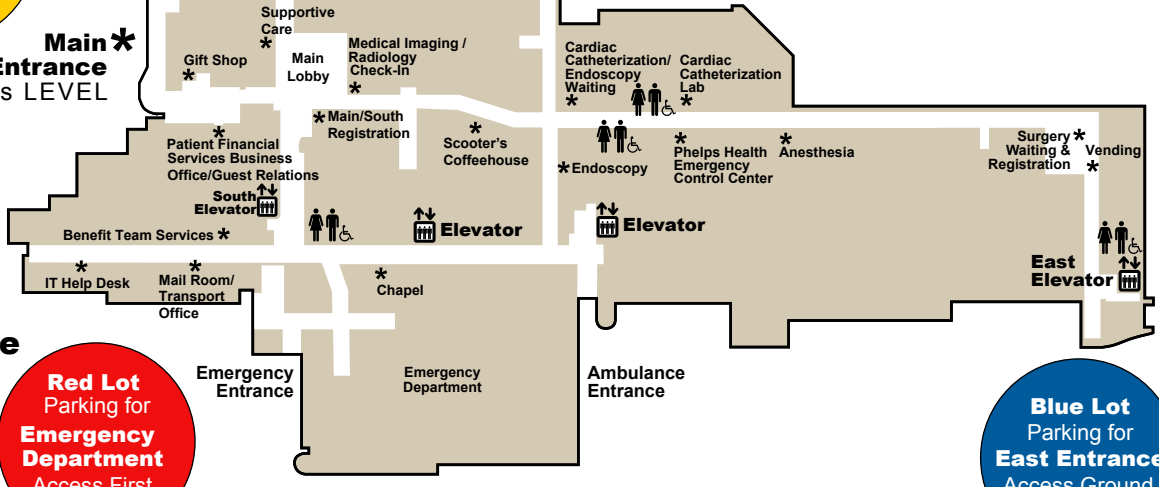 Supportive
Care
Main
Entrance
s LEVEL
Gift Shop
Main
Lobby
Medical Imaging /
Radiology
Check-In
Cardiac
Catheterization/
Endoscopy
Waiting
Cardiac
Catheterization
Lab
Main/South
Registration
Patient Financial
Services Business
Office/Guest Relations
Scooter's
Coffeehouse
Endoscopy
Phelps Health
Emergency
Control Center
Anesthesia
Surgery
Waiting &
Registration
Vending
South
Elevator
Benefit Team Services
Elevator
Elevator
East
Elevator
IT Help Desk
Mail Room/
Transport
Office
Chapel
e
Emergency
Entrance
Emergency
Department
Ambulance
Entrance
Red Lot
Parking for
Emergency
Department
Access First
Blue Lot
Parking for
East Entrance
Access Ground